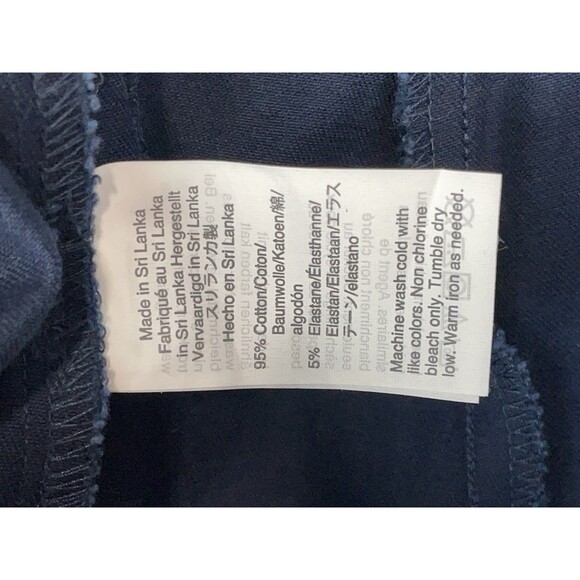 Made in Sri Lanka
Fabriqué au Sri Lanka
in Sri Lanka Hergestellt
Vervaardigd in Sri Lanka
スリランカ製
Hecho en Sri Lanka
95% Cotton/Coton/
Baumwolle/Katoen/綿/
algodón
5% Elastane/Élasthanne/
Elastan/Elastaan/エラス
テーン/elastano
Machine wash cold with
like colors. Non chlorine
bleach only. Tumble dry
low. Warm iron as needed.